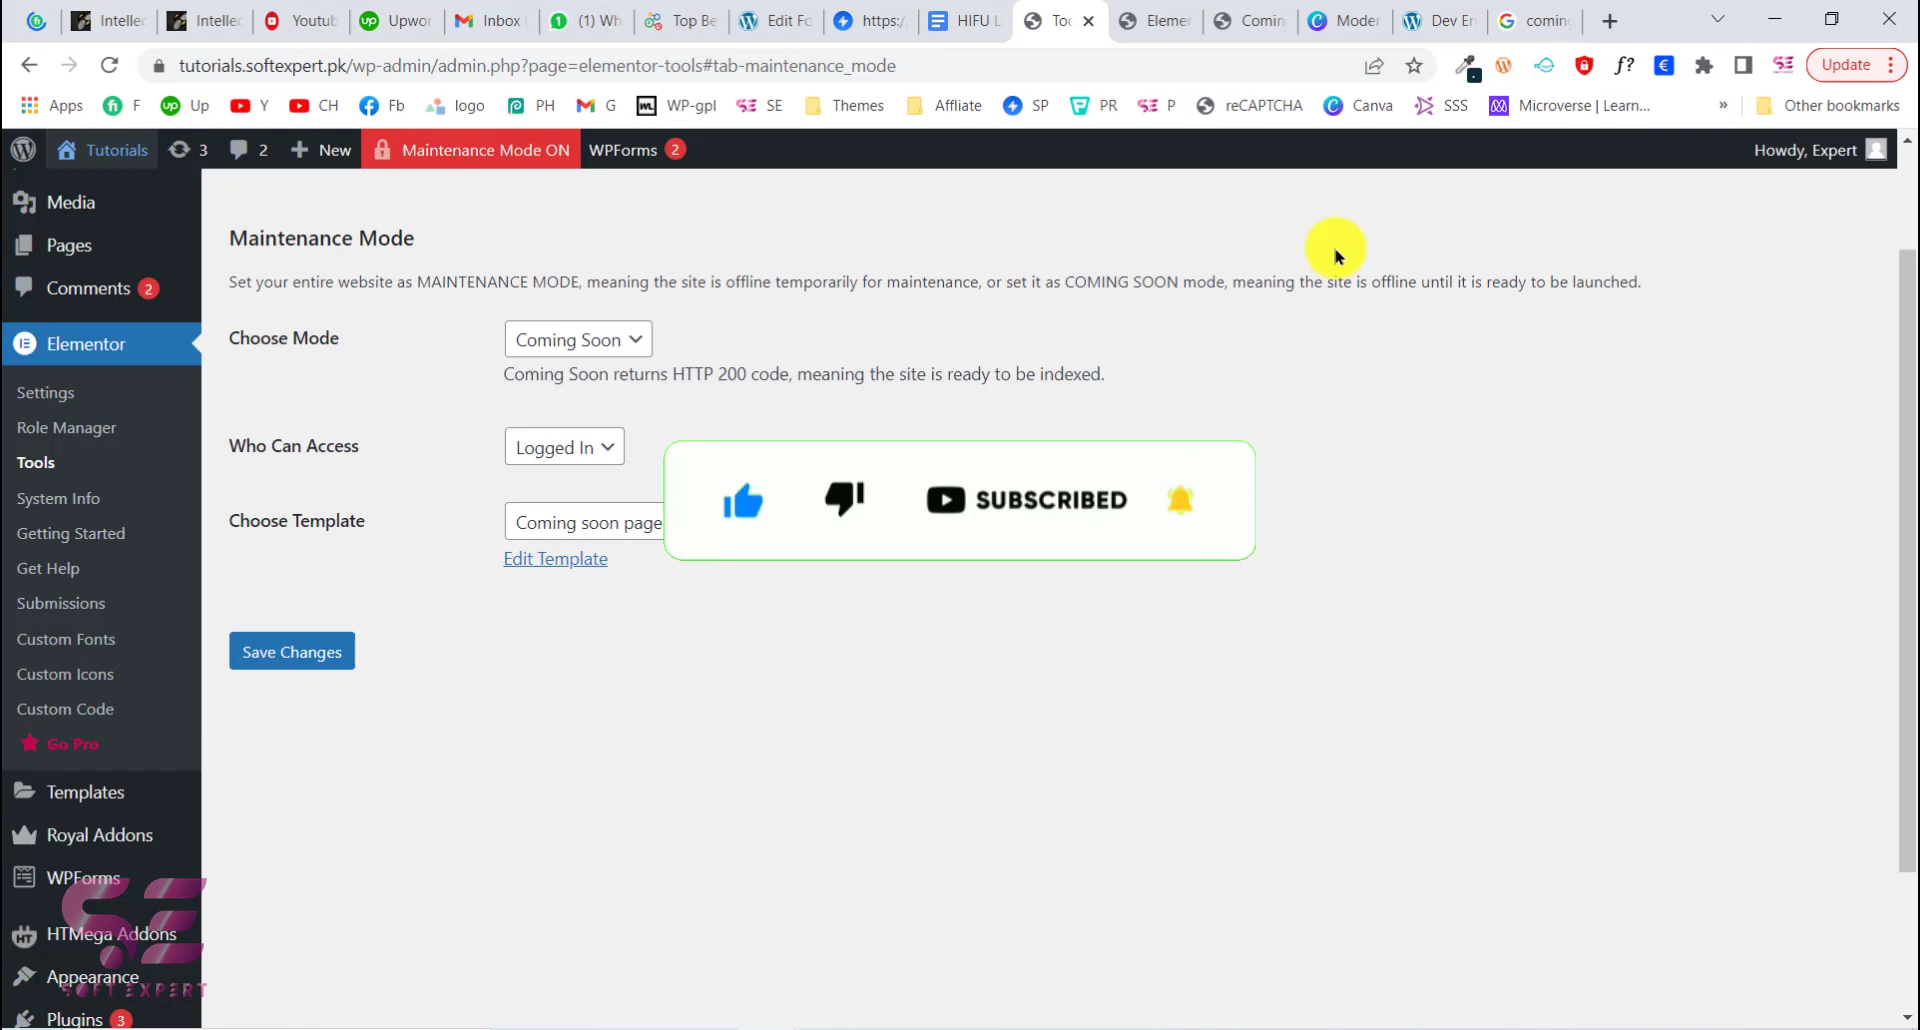 Intellec
Intellec
Youtub
Upwor
Inbox
(1) Wh
Top Be
Edit Fo
https:/
HIFU L
Too
Elemen
Coming
Moder
Dev En
coming
tutorials.softexpert.pk/wp-admin/admin.php?page=elementor-tools#tab-maintenance_mode
Update
Apps F Up Y CH Fb logo PH G WP-gpl SE Themes Affliate SP PR P reCAPTCHA Canva SSS Microverse | Learn... » Other bookmarks
Tutorials 3 2 New Maintenance Mode ON WPForms 2 Howdy, Expert
Media
Pages
Comments 2
Elementor
Settings
Role Manager
Tools
System Info
Getting Started
Get Help
Submissions
Custom Fonts
Custom Icons
Custom Code
Go Pro
Templates
Royal Addons
WPForms
HTMega Addons
Appearance
Plugins 3
Maintenance Mode
Set your entire website as MAINTENANCE MODE, meaning the site is offline temporarily for maintenance, or set it as COMING SOON mode, meaning the site is offline until it is ready to be launched.
Choose Mode Coming Soon
Coming Soon returns HTTP 200 code, meaning the site is ready to be indexed.
Who Can Access Logged In
Choose Template Coming soon page
Edit Template
SUBSCRIBED
Save Changes
SE
SOFT EXPERT